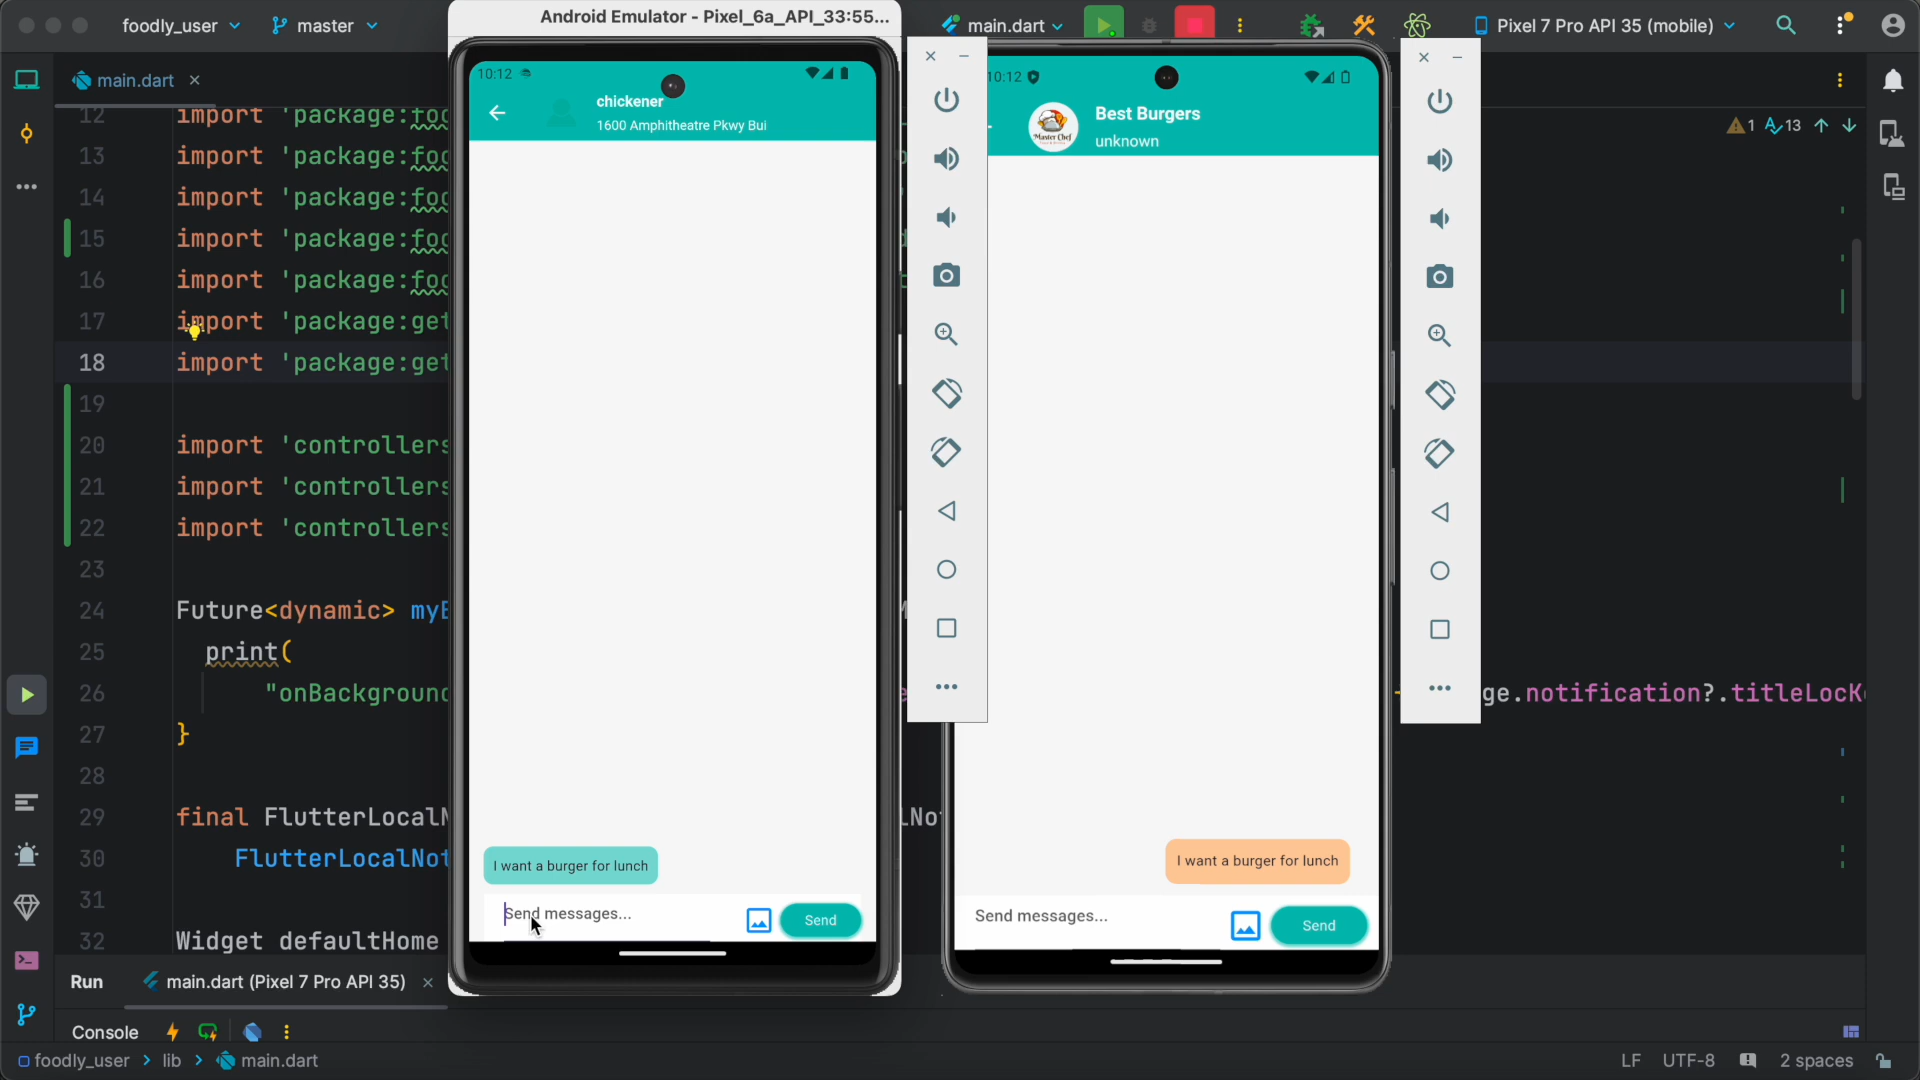 foodly_user
master
Android Emulator - Pixel_6a_API_33:55...
main.dart
Pixel 7 Pro API 35 (mobile)
main.dart
1
13
12 import 'package:foo
13 import 'package:foo
14 import 'package:foo
15 import 'package:foo
16 import 'package:foo
17 import 'package:get
18 import 'package:get
19
20 import 'controllers
21 import 'controllers
22 import 'controllers
23
24 Future<dynamic> myB
25 print(
26 "onBackground
ge.notification?.titleLocK
27 }
28
29 final FlutterLocalN
lNo
30 FlutterLocalNot
31
32 Widget defaultHome
10:12
chickener
1600 Amphitheatre Pkwy Bui
I want a burger for lunch
Send messages...
Send
10:12
Best Burgers
unknown
Master Chef
I want a burger for lunch
Send messages...
Send
Run
main.dart (Pixel 7 Pro API 35)
Console
foodly_user > lib > main.dart
LF
UTF-8
2 spaces